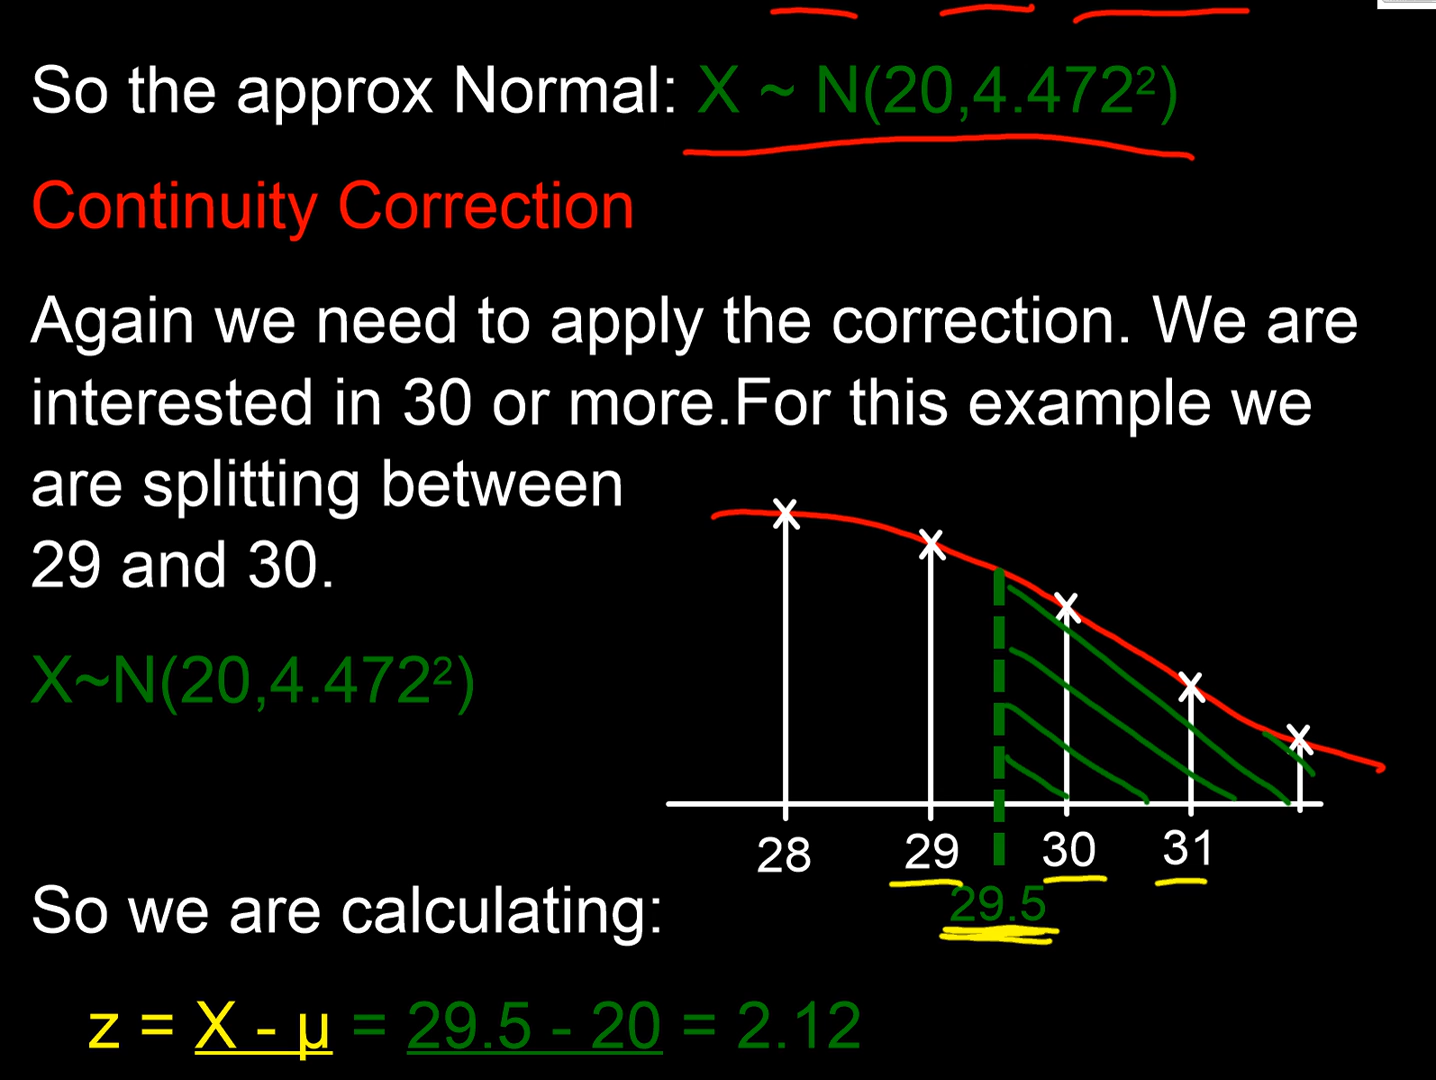 So the approx Normal: X ~ N(20,4.472²)
Continuity Correction
Again we need to apply the correction. We are
interested in 30 or more.For this example we
are splitting between
29 and 30.
X~N(20,4.472²)
28 29 30 31
29.5
So we are calculating:
z = X - µ = 29.5 - 20 = 2.12